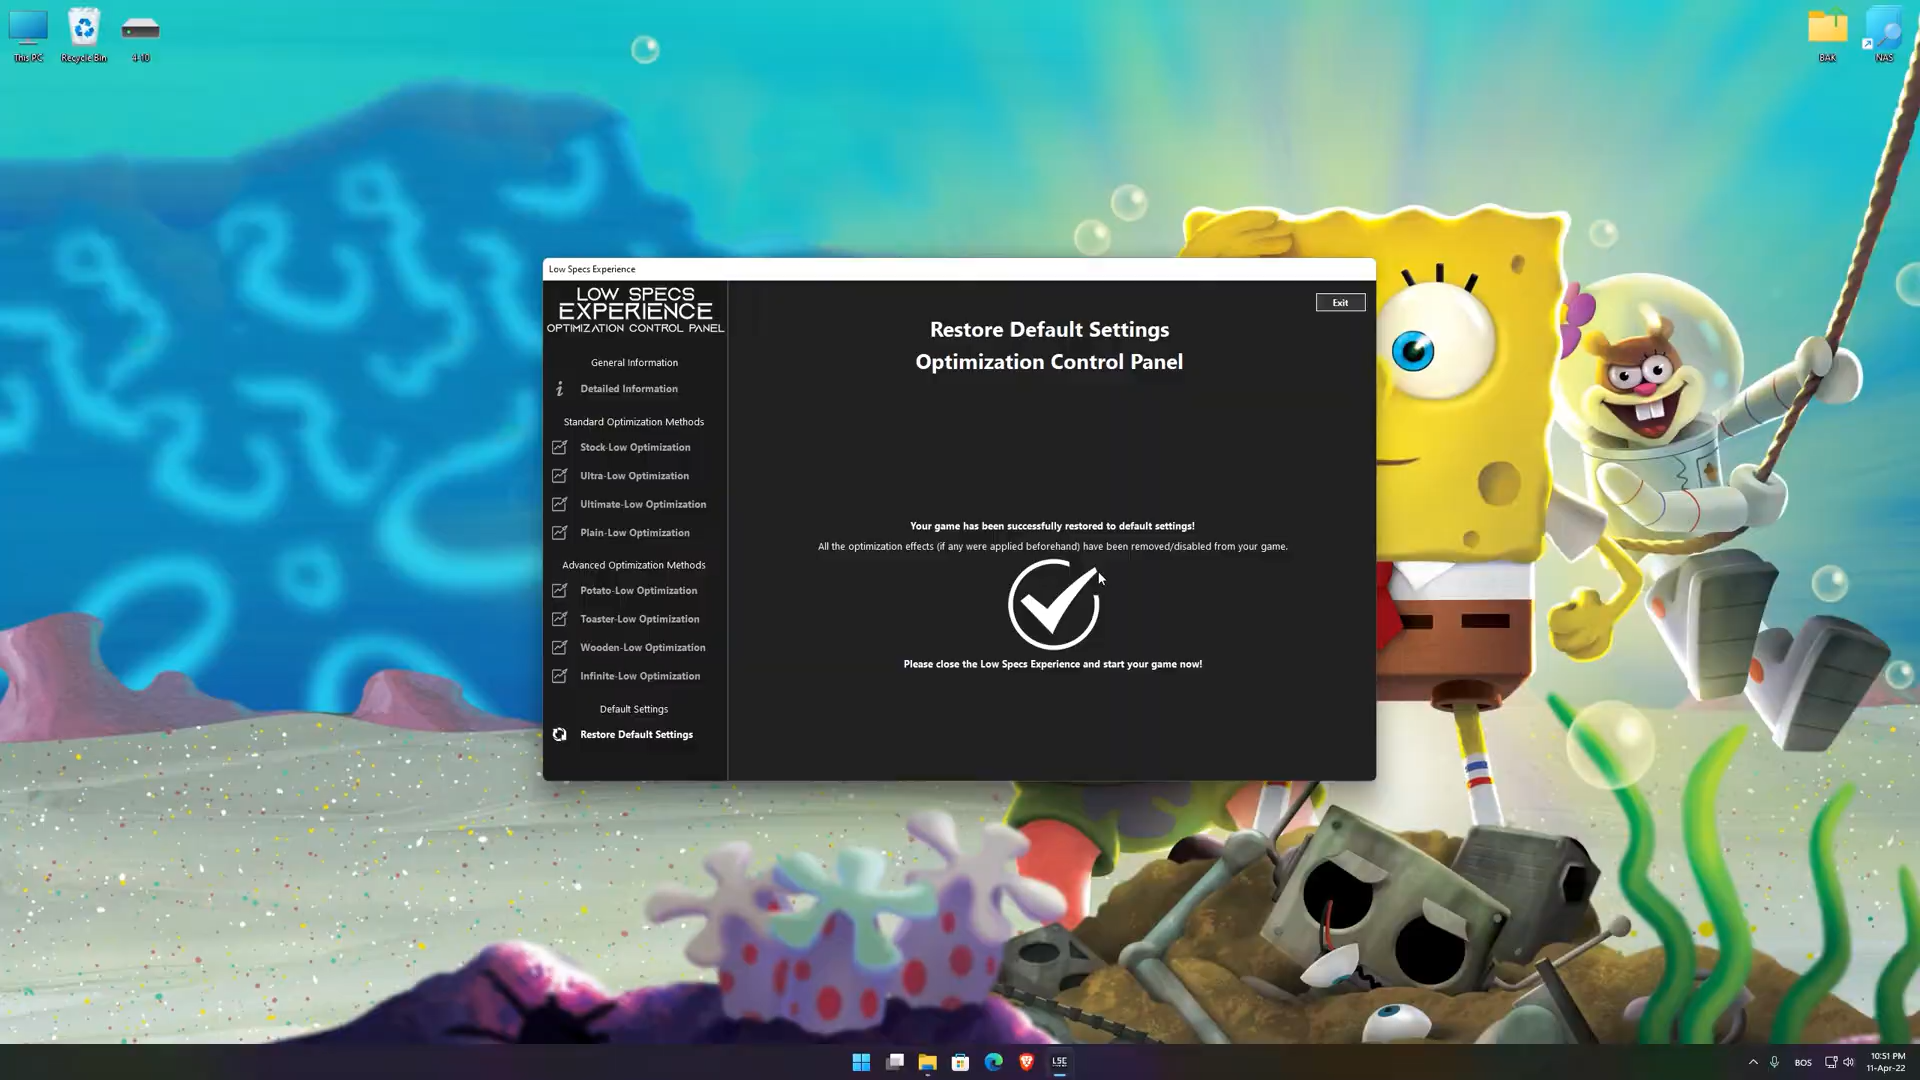 This PC
Recycle Bin
4-10
BAK
NAS
Low Specs Experience
LOW SPECS
EXPERIENCE
OPTIMIZATION CONTROL PANEL
General Information
Detailed Information
Standard Optimization Methods
Stock-Low Optimization
Ultra-Low Optimization
Ultimate-Low Optimization
Plain-Low Optimization
Advanced Optimization Methods
Potato-Low Optimization
Toaster-Low Optimization
Wooden-Low Optimization
Infinite-Low Optimization
Default Settings
Restore Default Settings
Exit
Restore Default Settings
Optimization Control Panel
Your game has been successfully restored to default settings!
All the optimization effects (if any were applied beforehand) have been removed/disabled from your game.
Please close the Low Specs Experience and start your game now!
LSE
BOS
10:51 PM
11-Apr-22